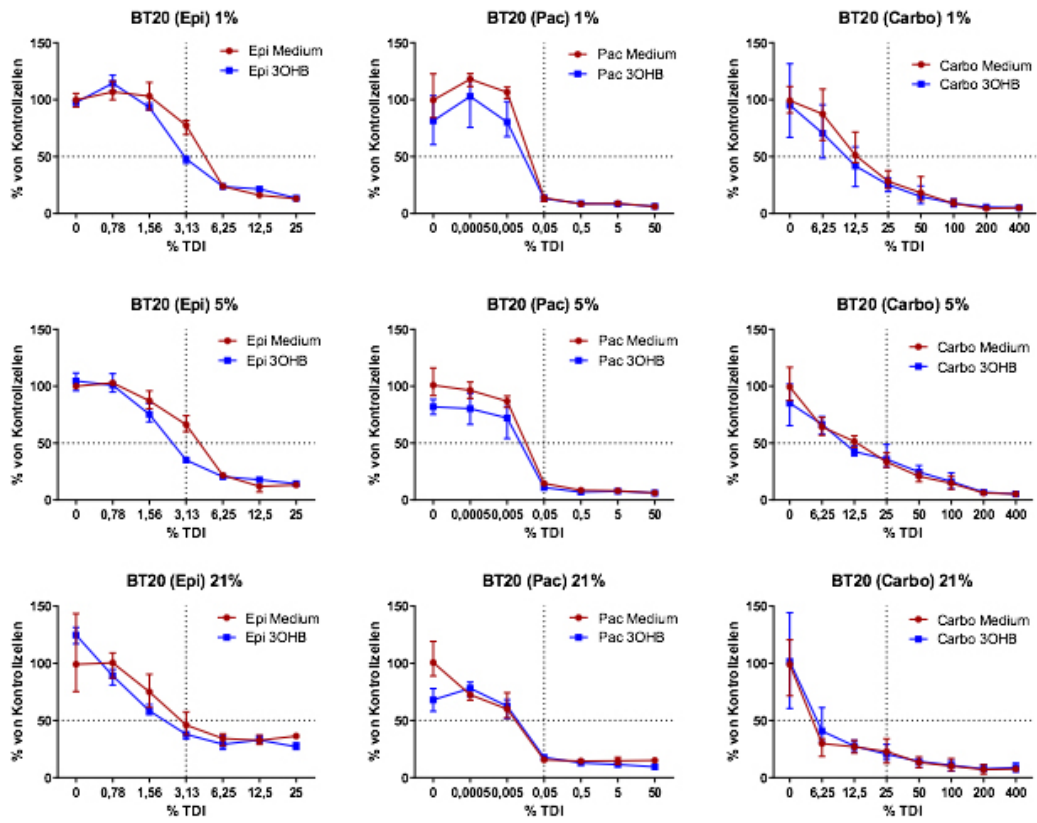 BT20 (Epi) 1%
150
100
50
0
% von Kontrollzellen
Epi Medium
Epi 3OHB
0 0,78 1,56 3,13 6,25 12,5 25
% TDI
BT20 (Pac) 1%
150
100
50
0
% von Kontrollzellen
Pac Medium
Pac 3OHB
0 0,0005 0,005 0,05 0,5 5 50
% TDI
BT20 (Carbo) 1%
150
100
50
0
% von Kontrollzellen
Carbo Medium
Carbo 3OHB
0 6,25 12,5 25 50 100 200 400
% TDI
BT20 (Epi) 5%
150
100
50
0
% von Kontrollzellen
Epi Medium
Epi 3OHB
0 0,78 1,56 3,13 6,25 12,5 25
% TDI
BT20 (Pac) 5%
150
100
50
0
% von Kontrollzellen
Pac Medium
Pac 3OHB
0 0,0005 0,005 0,05 0,5 5 50
% TDI
BT20 (Carbo) 5%
150
100
50
0
% von Kontrollzellen
Carbo Medium
Carbo 3OHB
0 6,25 12,5 25 50 100 200 400
% TDI
BT20 (Epi) 21%
150
100
50
0
% von Kontrollzellen
Epi Medium
Epi 3OHB
0 0,78 1,56 3,13 6,25 12,5 25
% TDI
BT20 (Pac) 21%
150
100
50
0
% von Kontrollzellen
Pac Medium
Pac 3OHB
0 0,0005 0,005 0,05 0,5 5 50
% TDI
BT20 (Carbo) 21%
150
100
50
0
% von Kontrollzellen
Carbo Medium
Carbo 3OHB
0 6,25 12,5 25 50 100 200 400
% TDI